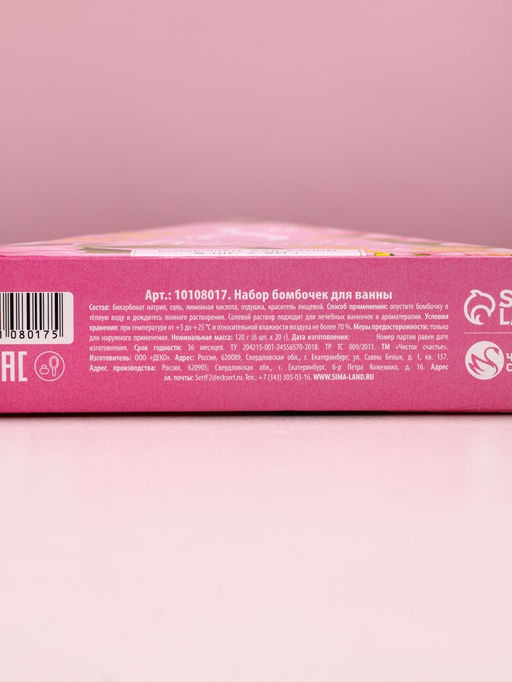 Арт.: 10108017. Набор бомбочек для ванны
Состав: бикарбонат натрия, соль, лимонная кислота, отдушка, краситель пищевой. Способ применения: опустите бомбочку в
тёплую воду и дождитесь полного растворения. Солевой раствор подходит для лечебных ванночек и ароматерапии. Условия
хранения: при температуре от +5 до +25 °C и относительной влажности воздуха не более 70 %. Меры предосторожности: только
для наружного применения. Номинальная масса: 120 г (6 шт. x 20 г). Дата изготовления: Номер партии равен дате
изготовления. Срок годности: 36 месяцев. ТУ 204215-001-24556570-2018. ТР ТС 009/2011. ТМ «Чистое счастье».
Изготовитель: ООО «ДЕКО». Адрес: Россия, 620089, Свердловская обл., г. Екатеринбург, ул. Саввы Белых, д. 1, кв. 157.
Адрес производства: Россия, 620905, Свердловская обл., г. Екатеринбург, б-р Петра Кожемяко, д. 16. Адрес
эл. почты: SertF2@ecksert.ru. Тел.: +7 (343) 305-03-16. WWW.SIMA-LAND.RU
1080175
EAC